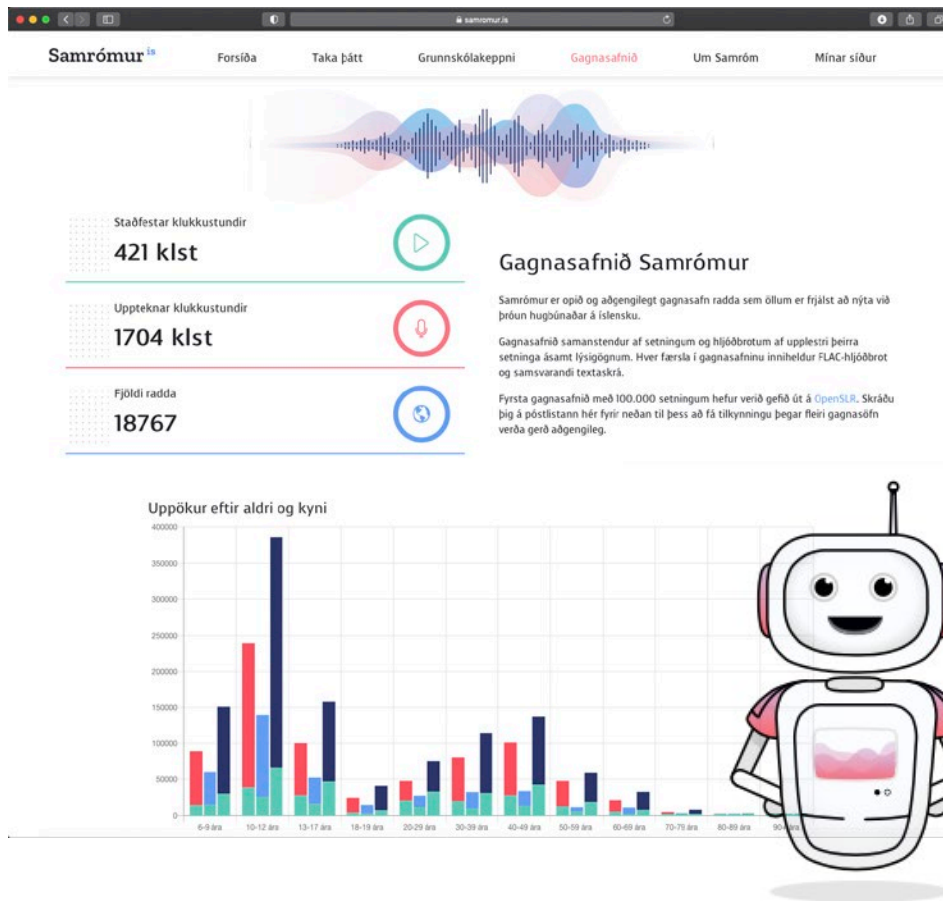 samromur.is
Samrómur is
Forsíða
Taka þátt
Grunnskólakeppni
Gagnasafnið
Um Samróm
Mínar síður
Staðfestar klukkustundir
421 klst
Uppteknar klukkustundir
1704 klst
Fjöldi radda
18767
Gagnasafnið Samrómur
Samrómur er opið og aðgengilegt gagnasafn radda sem öllum er frjálst að nýta við
þróun hugbúnaðar á íslensku.
Gagnasafnið samanstendur af setningum og hljóðbrotum af upplestri þeirra
setninga ásamt lýsigögnum. Hver færsla í gagnasafninu inniheldur FLAC-hljóðbrot
og samsvarandi textaskrá.
Fyrsta gagnasafnið með 100.000 setningum hefur verið gefið út á OpenSLR. Skráðu
þig á póstlistann hér fyrir neðan til þess að fá tilkynningu þegar fleiri gagnasöfn
verða gerð aðgengileg.
Uppökur eftir aldri og kyni
400000
350000
300000
250000
200000
150000
100000
50000
0
6-9 ára
10-12 ára
13-17 ára
18-19 ára
20-29 ára
30-39 ára
40-49 ára
50-59 ára
60-69 ára
70-79 ára
80-89 ára